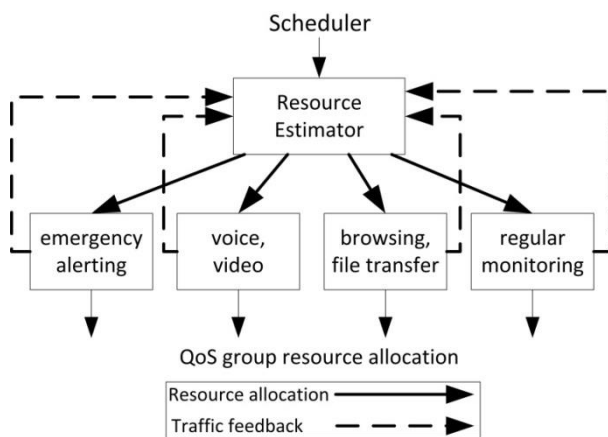 Scheduler
Resource
Estimator
emergency
alerting
voice,
video
browsing,
file transfer
regular
monitoring
QoS group resource allocation
Resource allocation
Traffic feedback